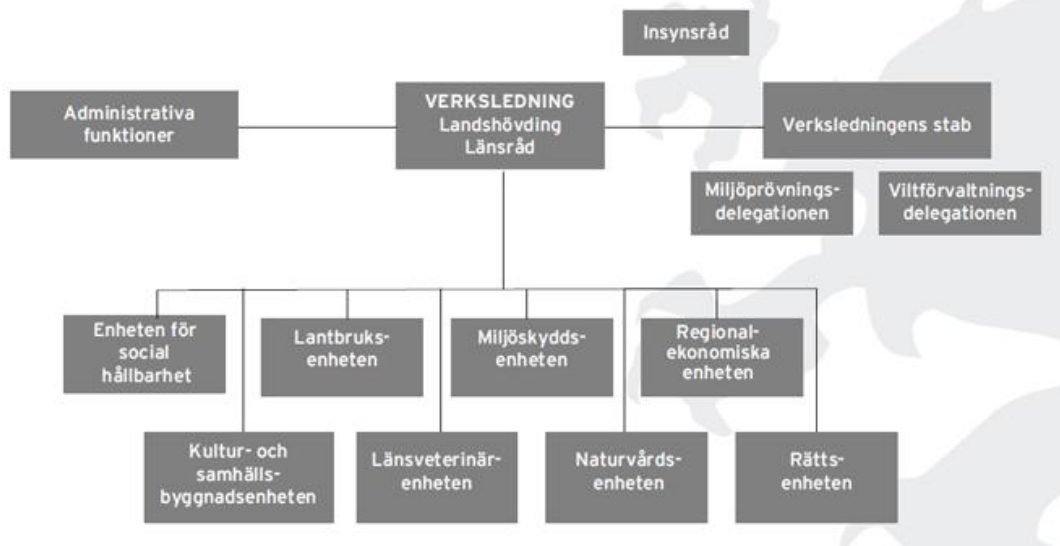 Insynsråd
Administrativa
funktioner
VERKSLEDNING
Landshövding
Länsråd
Verksledningens stab
Miljöprövnings-
delegationen
Viltförvaltnings-
delegationen
Enheten för
social
hållbarhet
Lantbruks-
enheten
Miljöskydds-
enheten
Regional-
ekonomiska
enheten
Kultur- och
samhälls-
byggnadsenheten
Länsveterinär-
enheten
Naturvårds-
enheten
Rätts-
enheten